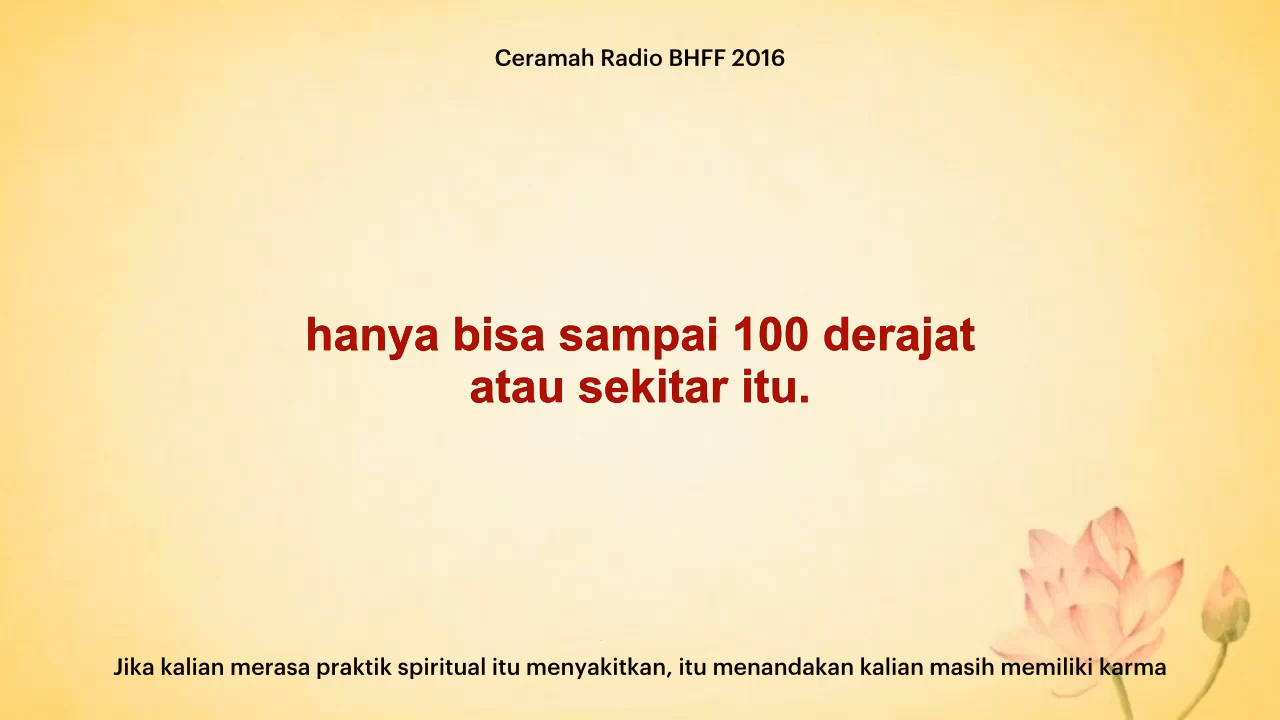 Ceramah Radio BHFF 2016
hanya bisa sampai 100 derajat
atau sekitar itu.
Jika kalian merasa praktik spiritual itu menyakitkan, itu menandakan kalian masih memiliki karma